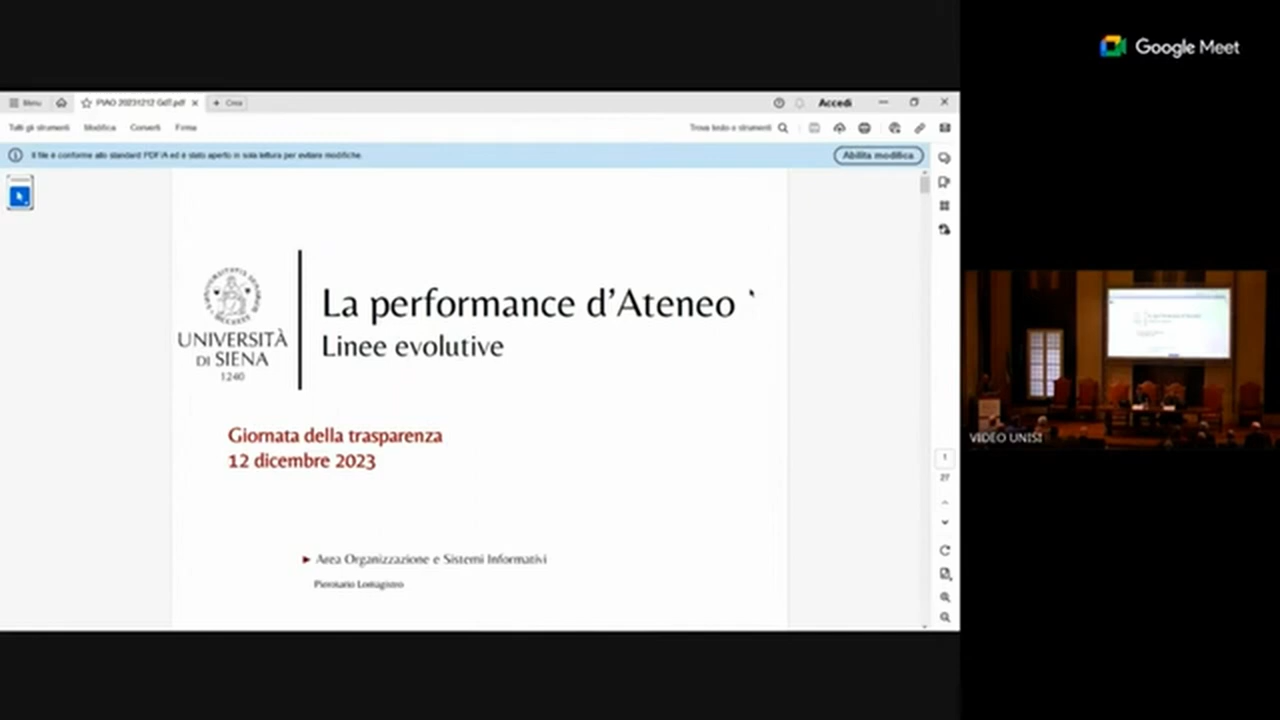 Google Meet
Menu
PIAO 20231212 GdT.pdf
+ Crea
Accedi
Tutti gli strumenti
Modifica
Converti
Firma
Trova testo e strumenti
Il file è conforme allo standard PDF/A ed è stato aperto in sola lettura per evitare modifiche.
Abilita modifica
UNIVERSITÀ
DI SIENA
1240
La performance d'Ateneo
Linee evolutive
Giornata della trasparenza
12 dicembre 2023
Area Organizzazione e Sistemi Informativi
Pierosario Lomagistro
1
27
VIDEO UNISI